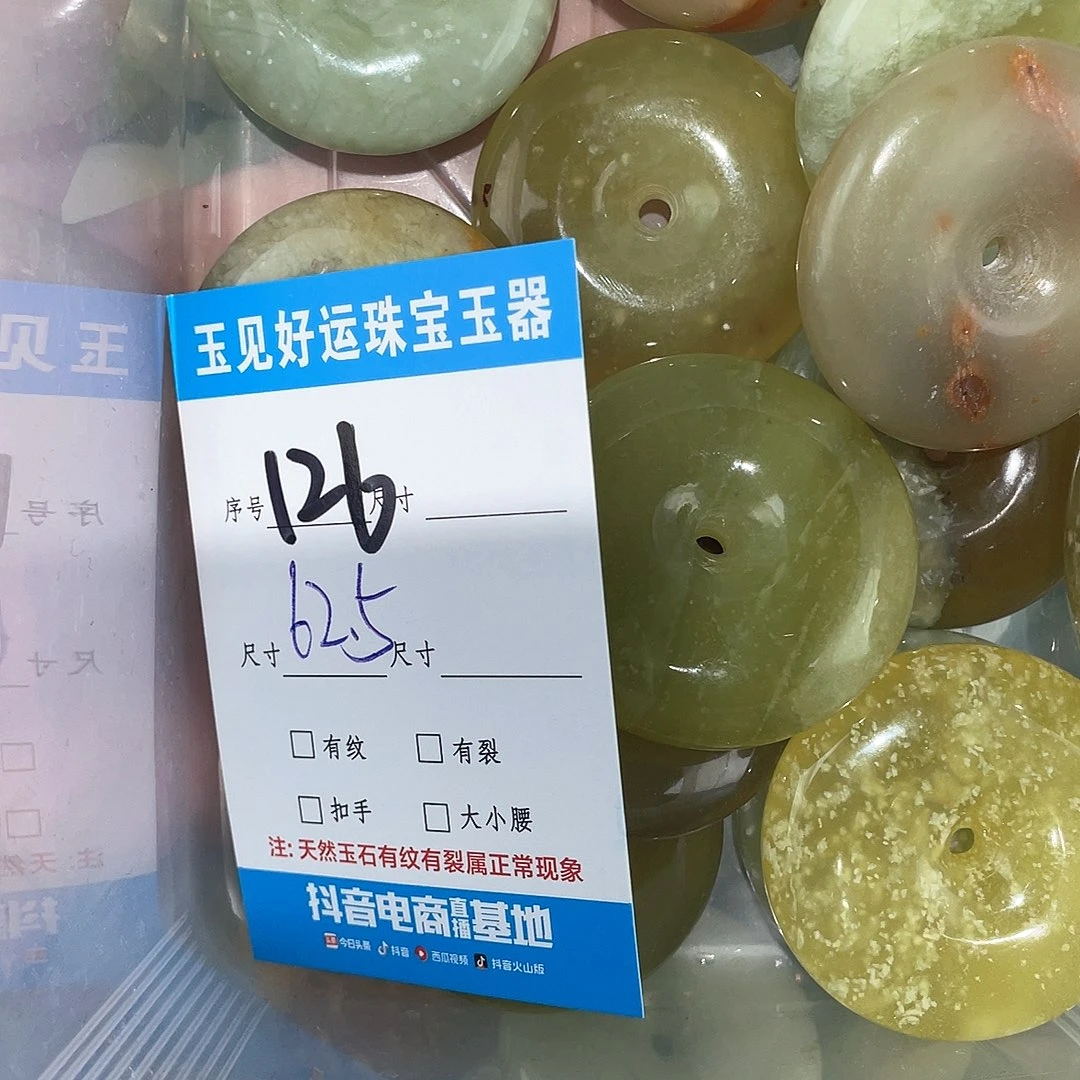 玉见好运珠宝玉器
序号 126 尺寸
尺寸 62.5 尺寸
有纹 有裂
扣手 大小腰
注: 天然玉石有纹有裂属正常现象
抖音电商直播基地
今日头条 抖音 西瓜视频 抖音火山版